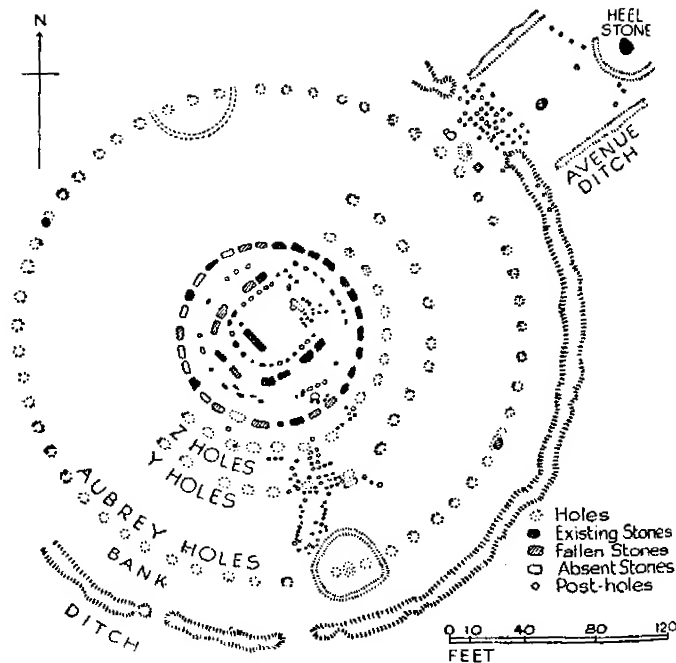 N
HEEL
STONE
AVENUE
DITCH
Z HOLES
Y HOLES
AUBREY HOLES
BANK
DITCH
Holes
Existing Stones
Fallen Stones
Absent Stones
Post-holes
0 10 40 80 120
FEET